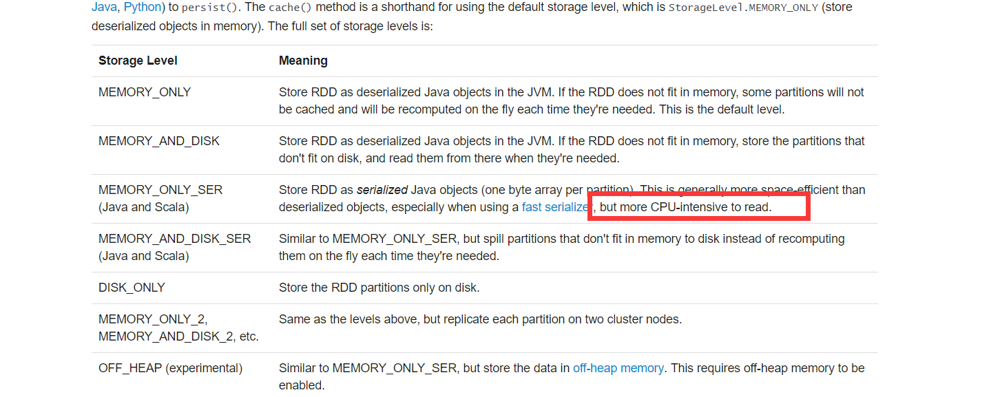 Java, Python) to persist(). The cache() method is a shorthand for using the default storage level, which is StorageLevel.MEMORY_ONLY (store
deserialized objects in memory). The full set of storage levels is:
Storage Level Meaning
MEMORY_ONLY Store RDD as deserialized Java objects in the JVM. If the RDD does not fit in memory, some partitions will not
be cached and will be recomputed on the fly each time they're needed. This is the default level.
MEMORY_AND_DISK Store RDD as deserialized Java objects in the JVM. If the RDD does not fit in memory, store the partitions that
don't fit on disk, and read them from there when they're needed.
MEMORY_ONLY_SER Store RDD as serialized Java objects (one byte array per partition). This is generally more space-efficient than
(Java and Scala) deserialized objects, especially when using a fast serializer, but more CPU-intensive to read.
MEMORY_AND_DISK_SER Similar to MEMORY_ONLY_SER, but spill partitions that don't fit in memory to disk instead of recomputing
(Java and Scala) them on the fly each time they're needed.
DISK_ONLY Store the RDD partitions only on disk.
MEMORY_ONLY_2, Same as the levels above, but replicate each partition on two cluster nodes.
MEMORY_AND_DISK_2, etc.
OFF_HEAP (experimental) Similar to MEMORY_ONLY_SER, but store the data in off-heap memory. This requires off-heap memory to be
enabled.